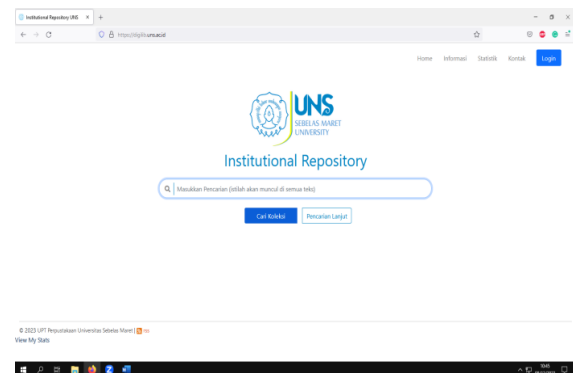 Institutional Repository UNS
https://digilib.uns.ac.id
Home Informasi Statistik Kontak Login
UNS
SEBELAS MARET
UNIVERSITY
Institutional Repository
Masukkan Pencarian (istilah akan muncul di semua teks)
Cari Koleksi Pencarian Lanjut
© 2023 UPT Perpustakaan Universitas Sebelas Maret |
View My Stats